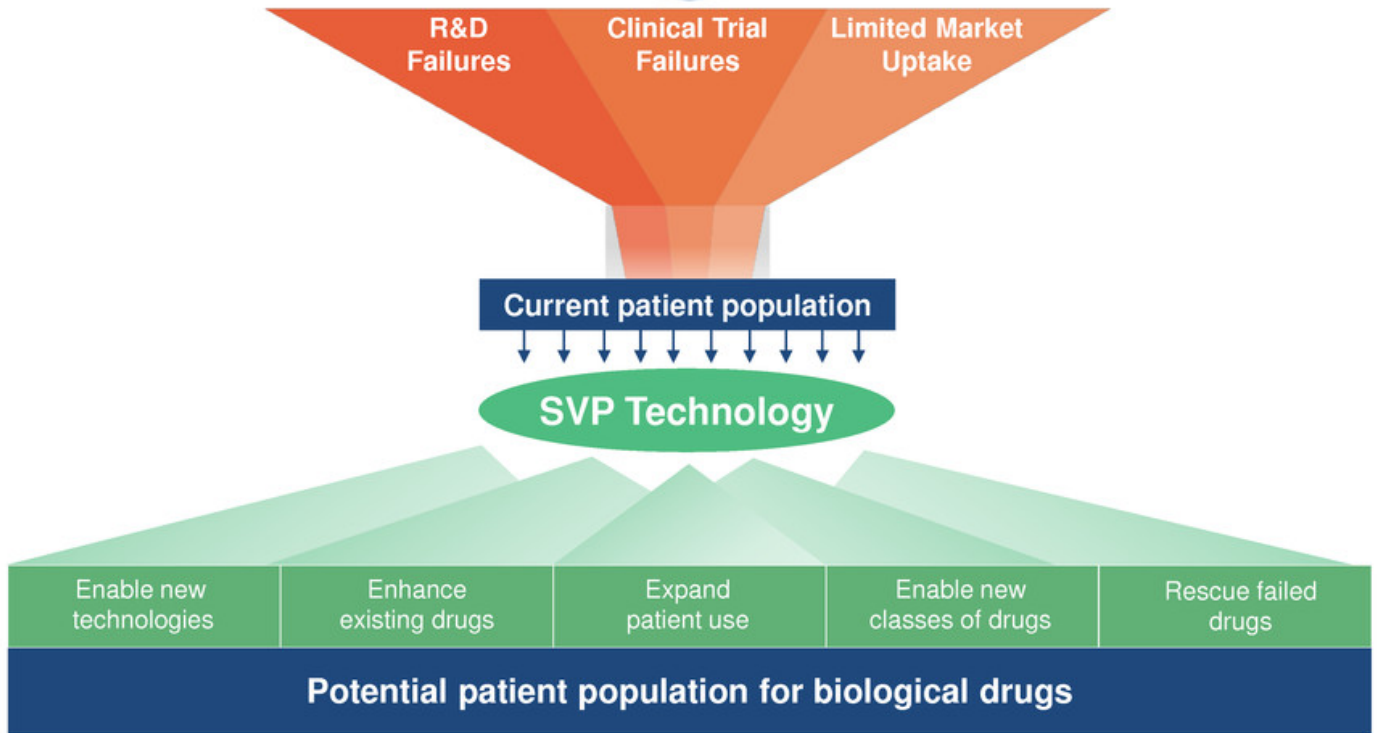 R&D
Failures
Clinical Trial
Failures
Limited Market
Uptake
Current patient population
SVP Technology
Enable new
technologies
Enhance
existing drugs
Expand
patient use
Enable new
classes of drugs
Rescue failed
drugs
Potential patient population for biological drugs